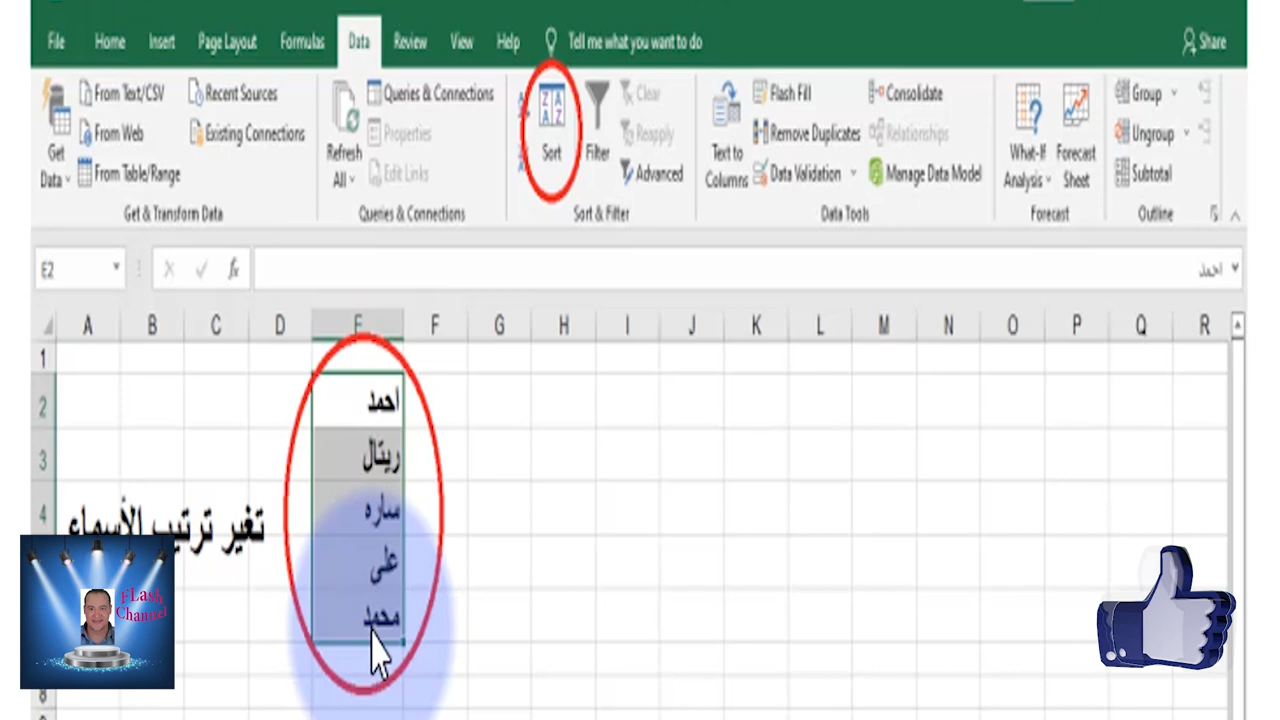 File Home Insert Page Layout Formulas Data Review View Help Tell me what you want to do Share
From Text/CSV Recent Sources Queries & Connections Clear Flash Fill Consolidate Group
From Web Existing Connections Properties Reapply Remove Duplicates Relationships Ungroup
Get Data From Table/Range Refresh All Edit Links Sort Filter Advanced Text to Columns Data Validation Manage Data Model What-If Analysis Forecast Sheet Subtotal
Get & Transform Data Queries & Connections Sort & Filter Data Tools Forecast Outline
E2 fx احمد
A B C D E F G H I J K L M N O P Q R
1
2 احمد
3 ريتال
4 ساره
تغير ترتيب الأسماء
على
محمد
FLash
Channel
8